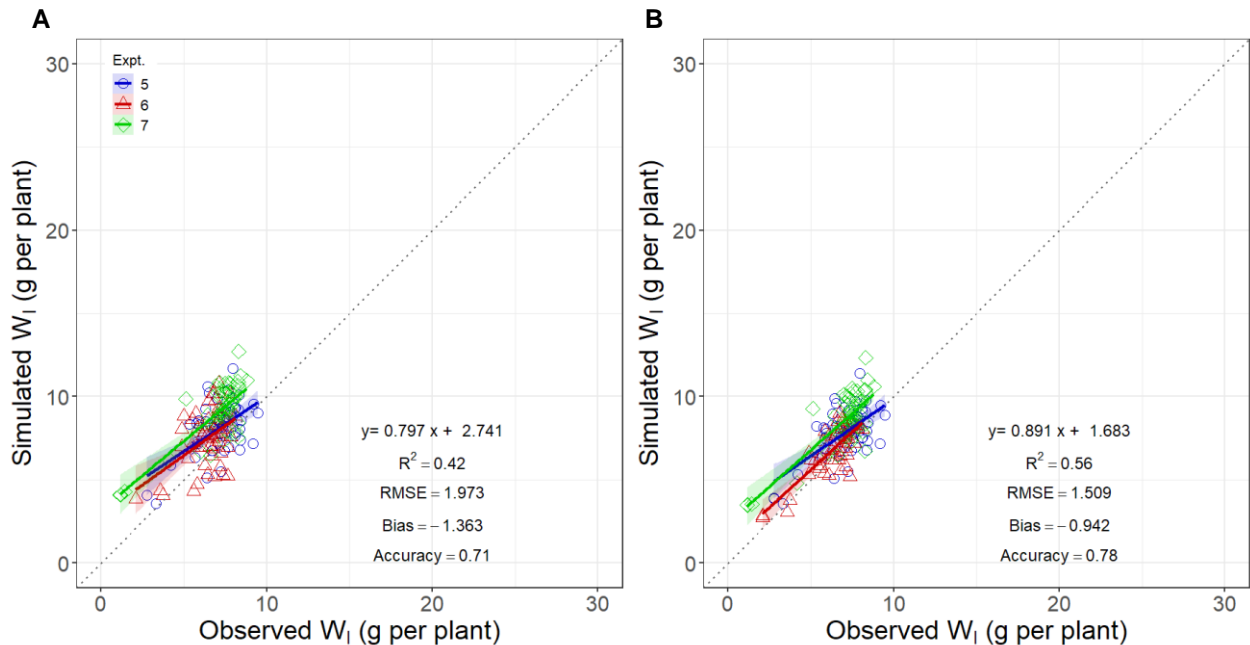 A
Expt.
5
6
7
30
20
10
0
Simulated W_l (g per plant)
y= 0.797 x + 2.741
R² = 0.42
RMSE = 1.973
Bias = −1.363
Accuracy = 0.71
0 10 20 30
Observed W_l (g per plant)
B
30
20
10
0
Simulated W_l (g per plant)
y= 0.891 x + 1.683
R² = 0.56
RMSE = 1.509
Bias = −0.942
Accuracy = 0.78
0 10 20 30
Observed W_l (g per plant)